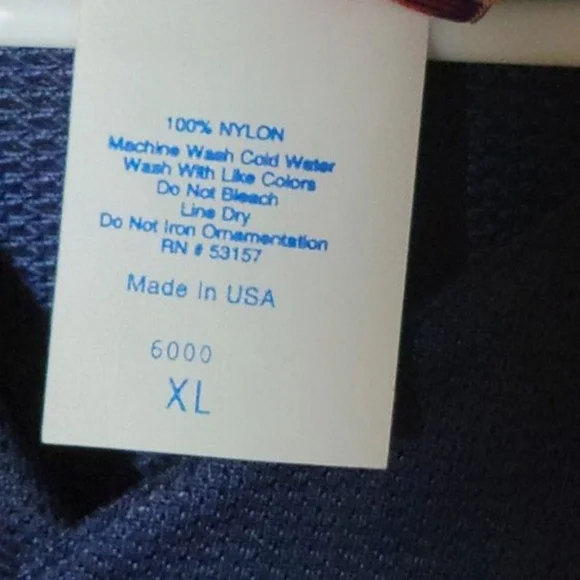 100% NYLON
Machine Wash Cold Water
Wash With Like Colors
Do Not Bleach
Line Dry
Do Not Iron Ornamentation
RN # 53157
Made In USA
6000
XL